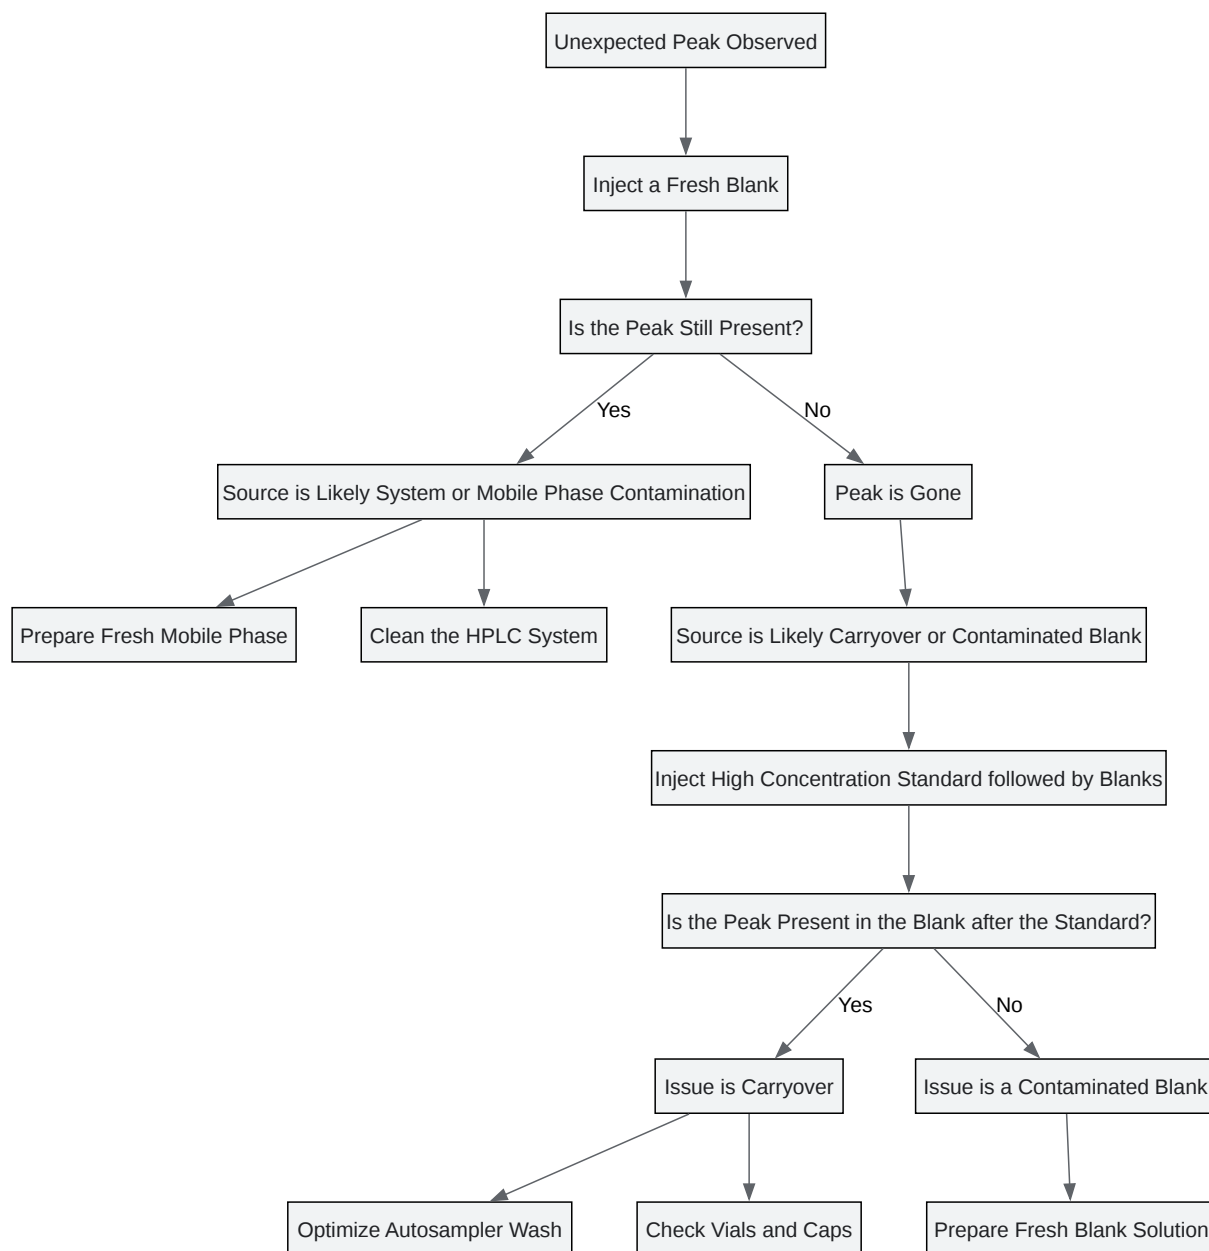 Unexpected Peak Observed
Inject a Fresh Blank
Is the Peak Still Present?
Yes
No
Source is Likely System or Mobile Phase Contamination
Peak is Gone
Prepare Fresh Mobile Phase
Clean the HPLC System
Source is Likely Carryover or Contaminated Blank
Inject High Concentration Standard followed by Blanks
Is the Peak Present in the Blank after the Standard?
Yes
No
Issue is Carryover
Issue is a Contaminated Blank
Optimize Autosampler Wash
Check Vials and Caps
Prepare Fresh Blank Solution